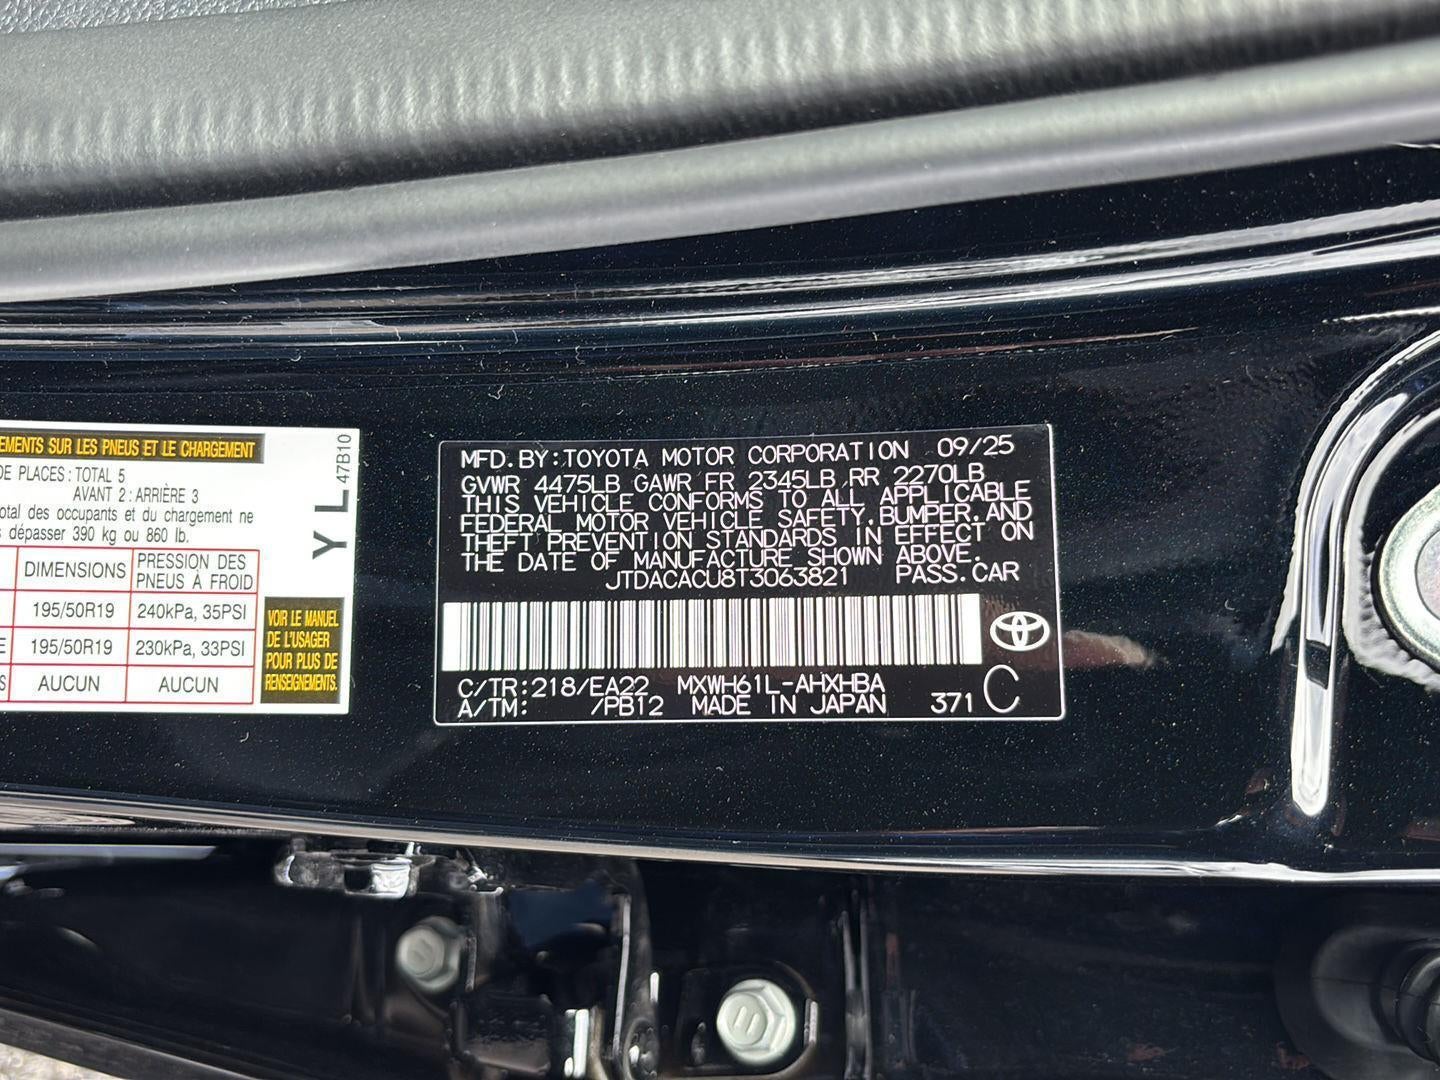 EMENTS SUR LES PNEUS ET LE CHARGEMENT
DE PLACES : TOTAL 5
AVANT 2 : ARRIÈRE 3
otal des occupants et du chargement ne
s dépasser 390 kg ou 860 lb.
DIMENSIONS PRESSION DES PNEUS À FROID
195/50R19 240kPa, 35PSI
E 195/50R19 230kPa, 33PSI
S AUCUN AUCUN
YL 47B10
VOIR LE MANUEL
DE L'USAGER
POUR PLUS DE
RENSEIGNEMENTS.
MFD.BY:TOYOTA MOTOR CORPORATION 09/25
GVWR 4475LB GAWR FR 2345LB RR 2270LB
THIS VEHICLE CONFORMS TO ALL APPLICABLE
FEDERAL MOTOR VEHICLE SAFETY,BUMPER,AND
THEFT PREVENTION STANDARDS IN EFFECT ON
THE DATE OF MANUFACTURE SHOWN ABOVE.
JTDACACU8T3063821 PASS.CAR
C/TR:218/EA22 MXWH61L-AHXHBA
A/TM: /PB12 MADE IN JAPAN 371 C